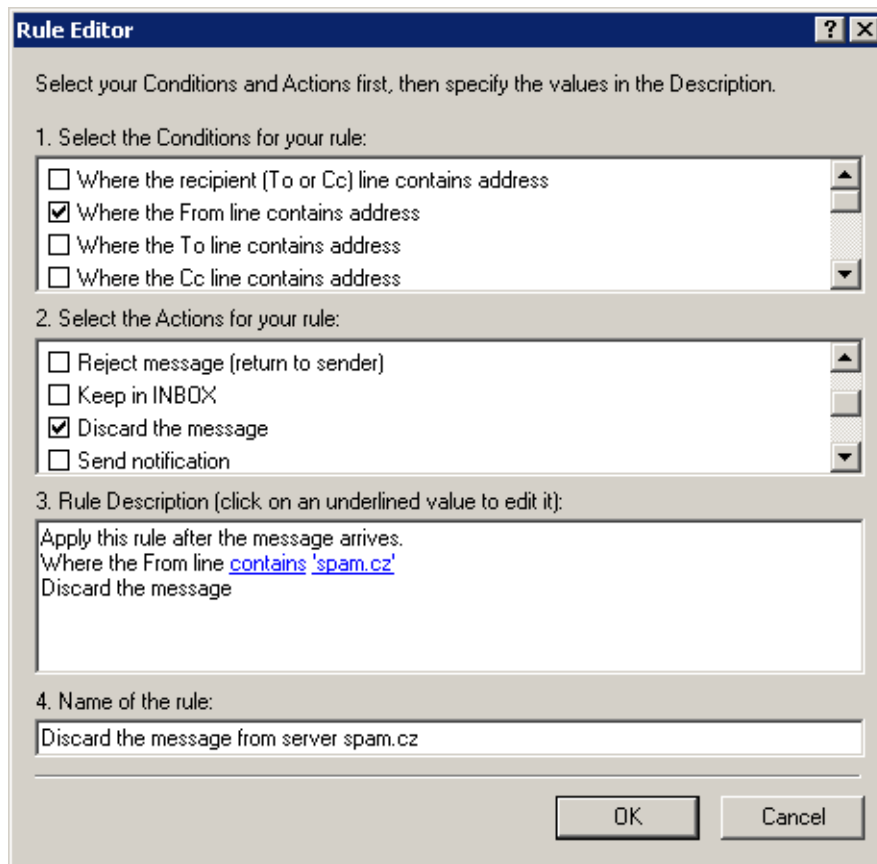 Rule Editor
Select your Conditions and Actions first, then specify the values in the Description.
1. Select the Conditions for your rule:
Where the recipient (To or Cc) line contains address
Where the From line contains address
Where the To line contains address
Where the Cc line contains address
2. Select the Actions for your rule:
Reject message (return to sender)
Keep in INBOX
Discard the message
Send notification
3. Rule Description (click on an underlined value to edit it):
Apply this rule after the message arrives.
Where the From line contains 'spam.cz'
Discard the message
4. Name of the rule:
Discard the message from server spam.cz
OK Cancel